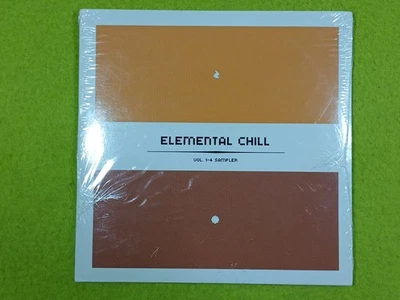 ELEMENTAL CHILL
VOL. 1-4 SAMPLER